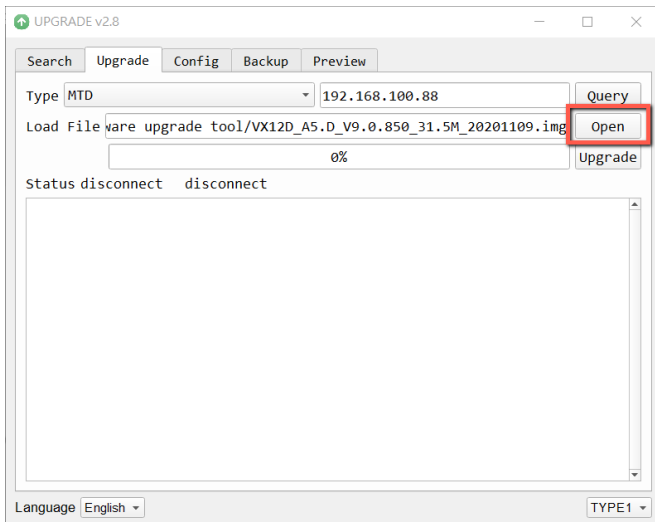 UPGRADE v2.8
Search Upgrade Config Backup Preview
Type MTD 192.168.100.88 Query
Load File ware upgrade tool/VX12D_A5.D_V9.0.850_31.5M_20201109.img Open
0% Upgrade
Status disconnect disconnect
Language English TYPE1